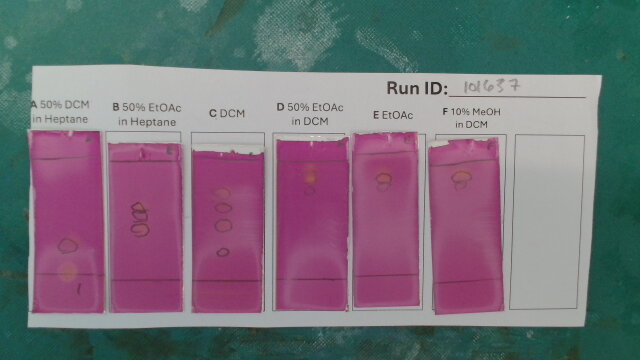 Run ID: 101637
A 50% DCM
in Heptane
B 50% EtOAc
in Heptane
C DCM
D 50% EtOAc
in DCM
E EtOAc
F 10% MeOH
in DCM